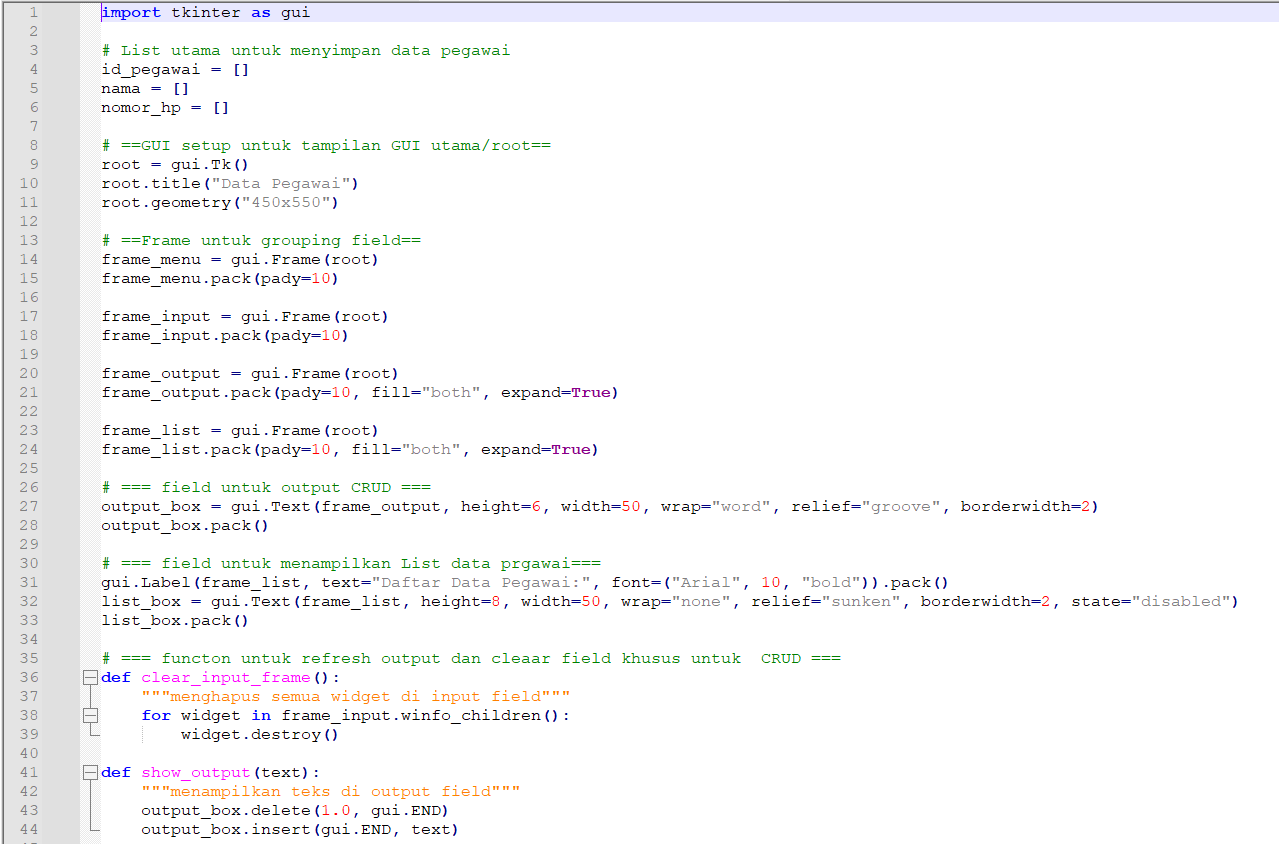 1 import tkinter as gui
2
3 # List utama untuk menyimpan data pegawai
4 id_pegawai = []
5 nama = []
6 nomor_hp = []
7
8 # ==GUI setup untuk tampilan GUI utama/root==
9 root = gui.Tk()
10 root.title("Data Pegawai")
11 root.geometry("450x550")
12
13 # ==Frame untuk grouping field==
14 frame_menu = gui.Frame(root)
15 frame_menu.pack(pady=10)
16
17 frame_input = gui.Frame(root)
18 frame_input.pack(pady=10)
19
20 frame_output = gui.Frame(root)
21 frame_output.pack(pady=10, fill="both", expand=True)
22
23 frame_list = gui.Frame(root)
24 frame_list.pack(pady=10, fill="both", expand=True)
25
26 # === field untuk output CRUD ===
27 output_box = gui.Text(frame_output, height=6, width=50, wrap="word", relief="groove", borderwidth=2)
28 output_box.pack()
29
30 # === field untuk menampilkan List data prgawai===
31 gui.Label(frame_list, text="Daftar Data Pegawai:", font=("Arial", 10, "bold")).pack()
32 list_box = gui.Text(frame_list, height=8, width=50, wrap="none", relief="sunken", borderwidth=2, state="disabled")
33 list_box.pack()
34
35 # === functon untuk refresh output dan cleaar field khusus untuk  CRUD ===
36 def clear_input_frame():
37     """menghapus semua widget di input field"""
38     for widget in frame_input.winfo_children():
39         widget.destroy()
40
41 def show_output(text):
42     """menampilkan teks di output field"""
43     output_box.delete(1.0, gui.END)
44     output_box.insert(gui.END, text)